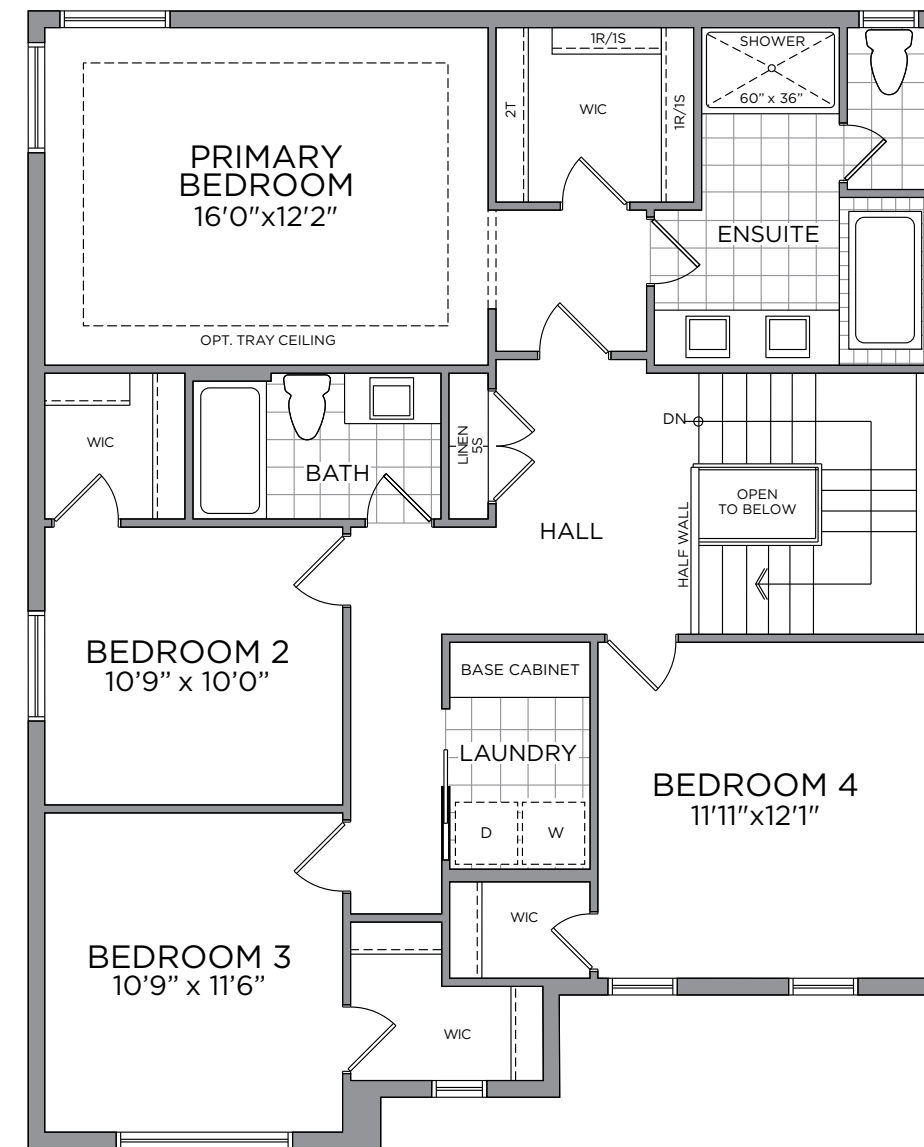 1R/1S
2T
WIC
1R/1S
SHOWER
60" x 36"
PRIMARY
BEDROOM
16'0"x12'2"
OPT. TRAY CEILING
ENSUITE
WIC
BATH
LINEN
5S
DN
OPEN
TO BELOW
HALF WALL
HALL
BEDROOM 2
10'9” x 10'0”
BASE CABINET
LAUNDRY
D
W
BEDROOM 4
11'11"x12'1"
WIC
BEDROOM 3
10'9” x 11'6”
WIC